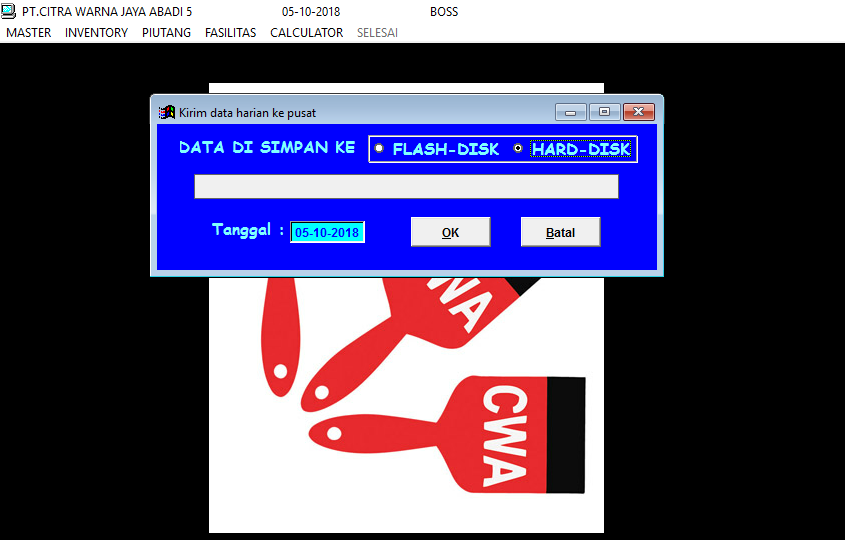 PT.CITRA WARNA JAYA ABADI 5 05-10-2018 BOSS
MASTER INVENTORY PIUTANG FASILITAS CALCULATOR SELESAI
Kirim data harian ke pusat
DATA DI SIMPAN KE FLASH-DISK HARD-DISK
Tanggal : 05-10-2018 OK Batal
CWA
CWA